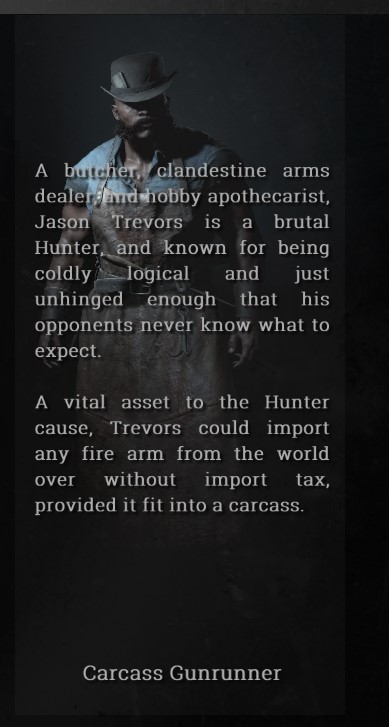 A butcher, clandestine arms
dealer, and hobby apothecarist,
Jason Trevors is a brutal
Hunter, and known for being
coldly logical and just
unhinged enough that his
opponents never know what to
expect.
A vital asset to the Hunter
cause, Trevors could import
any fire arm from the world
over without import tax,
provided it fit into a carcass.
Carcass Gunrunner